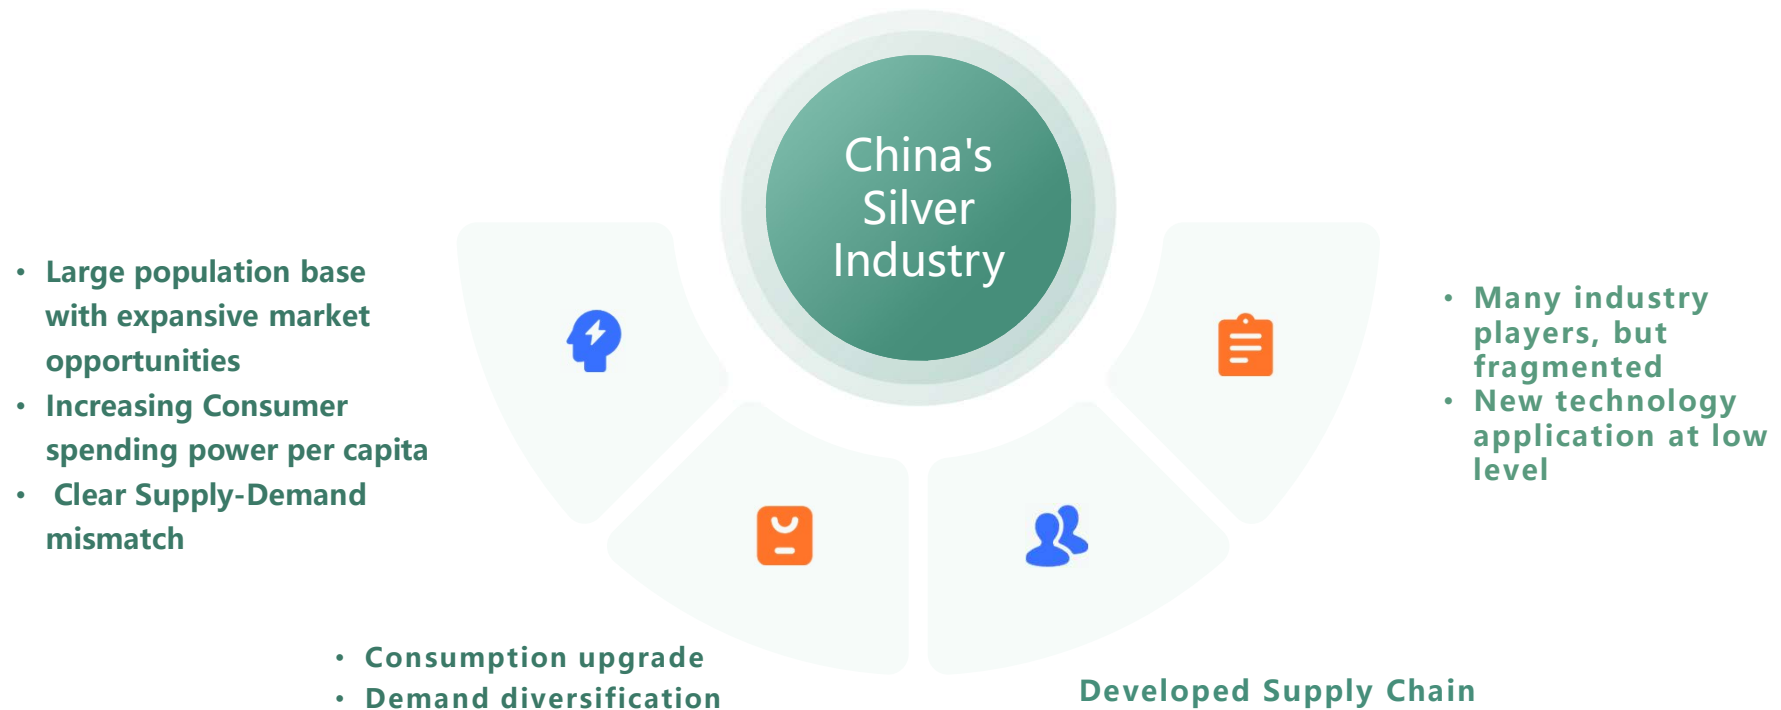 China's
Silver
Industry
• Large population base
with expansive market
opportunities
• Increasing Consumer
spending power per capita
• Clear Supply-Demand
mismatch
• Many industry
players, but
fragmented
• New technology
application at low
level
• Consumption upgrade
• Demand diversification
Developed Supply Chain